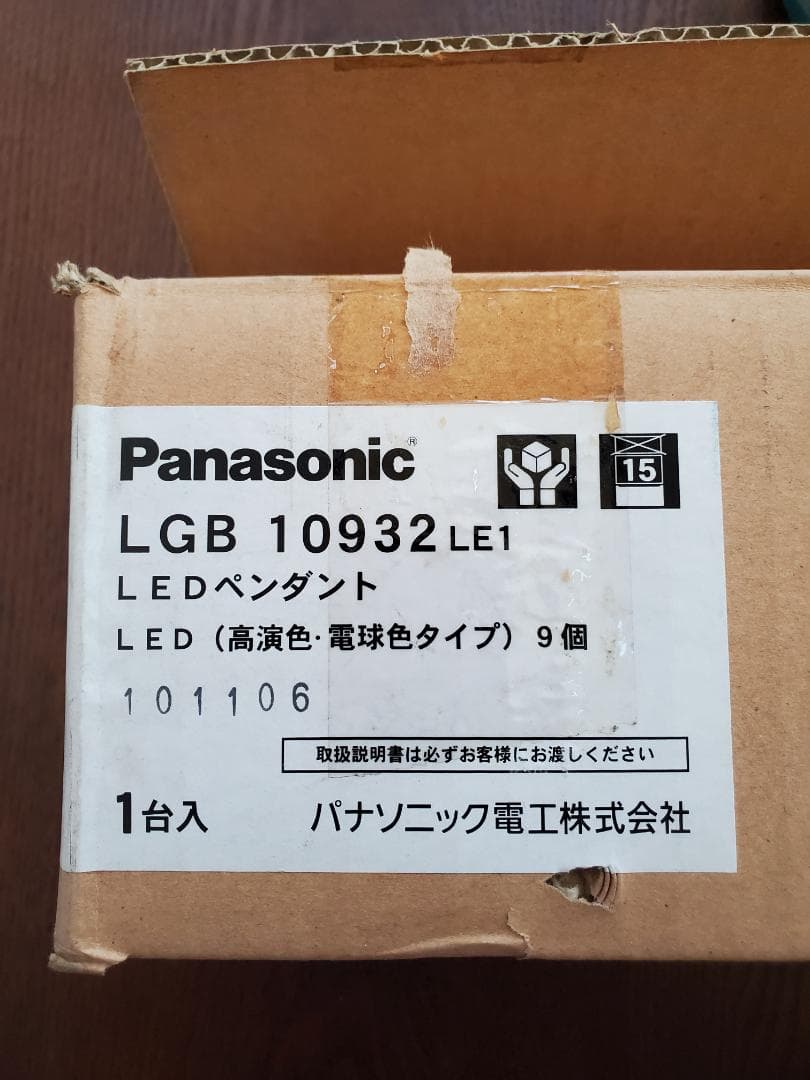 Panasonic®
15
LGB 10932 LE1
LEDペンダント
LED（高演色･電球色タイプ）9個
101106
取扱説明書は必ずお客様にお渡しください
1台入 パナソニック電工株式会社